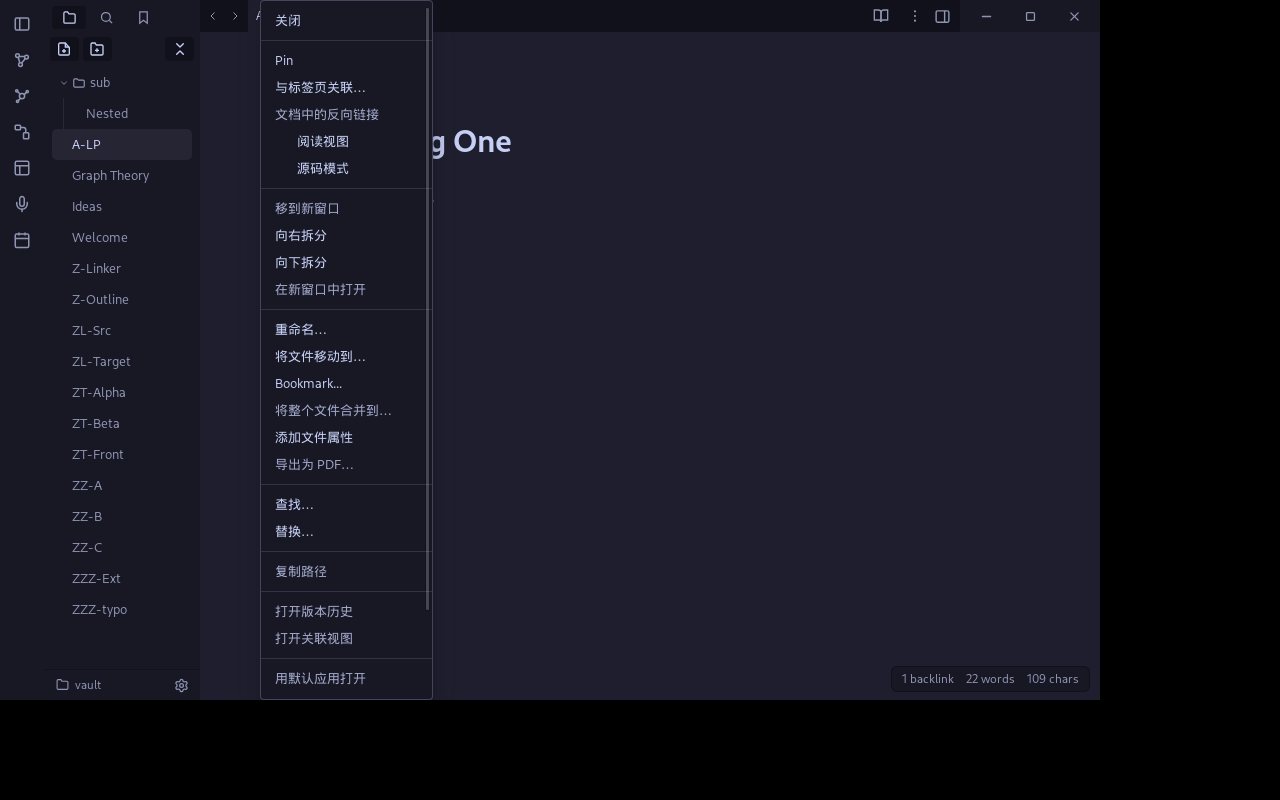 sub
Nested
A-LP
Graph Theory
Ideas
Welcome
Z-Linker
Z-Outline
ZL-Src
ZL-Target
ZT-Alpha
ZT-Beta
ZT-Front
ZZ-A
ZZ-B
ZZ-C
ZZZ-Ext
ZZZ-typo
vault
关闭
Pin
与标签页关联...
文档中的反向链接
阅读视图
源码模式
移到新窗口
向右拆分
向下拆分
在新窗口中打开
重命名...
将文件移动到...
Bookmark...
将整个文件合并到...
添加文件属性
导出为 PDF...
查找...
替换...
复制路径
打开版本历史
打开关联视图
用默认应用打开
One
1 backlink 22 words 109 chars